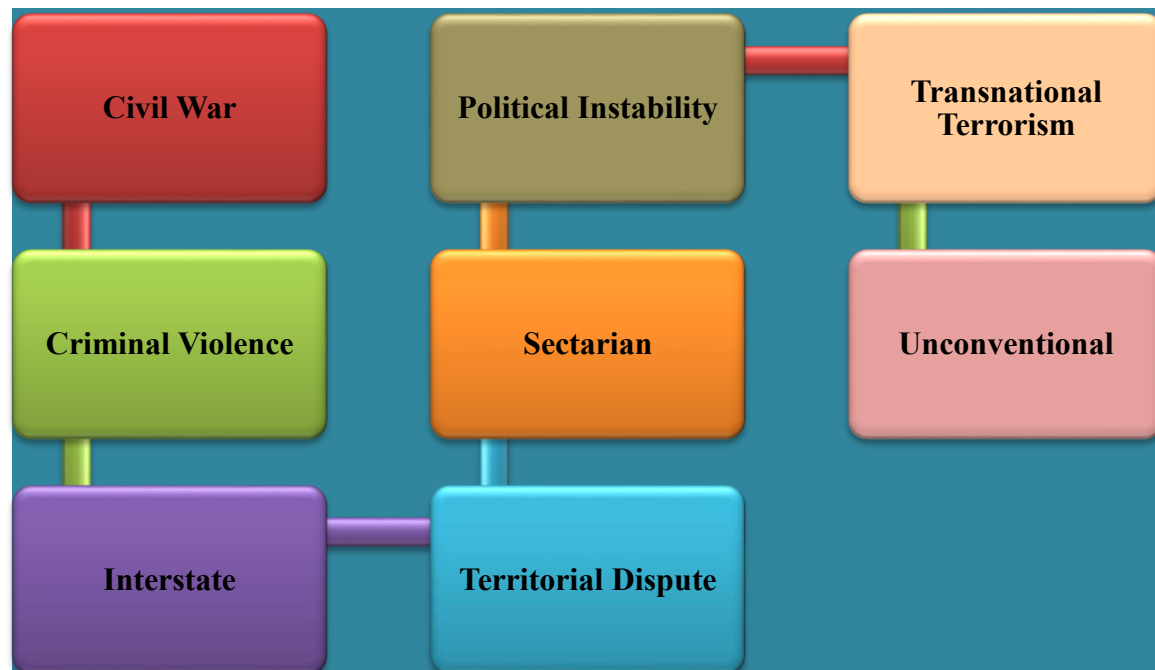 Civil War
Criminal Violence
Interstate
Territorial Dispute
Sectarian
Political Instability
Transnational
Terrorism
Unconventional